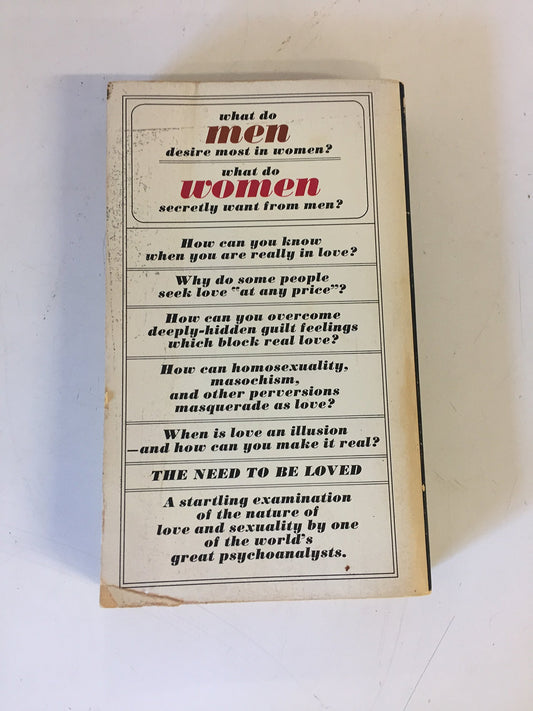 what do
men
desire most in women?
what do
women
secretly want from men?
How can you know
when you are really in love?
Why do some people
seek love "at any price"?
How can you overcome
deeply-hidden guilt feelings
which block real love?
How can homosexuality,
masochism,
and other perversions
masquerade as love?
When is love an illusion
—and how can you make it real?
THE NEED TO BE LOVED
A startling examination
of the nature of
love and sexuality by one
of the world's
great psychoanalysts.